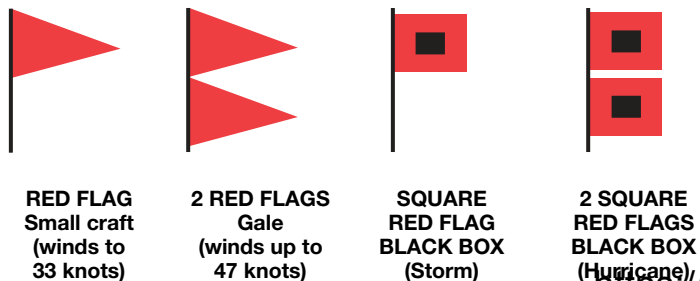 RED FLAG
Small craft
(winds to
33 knots)
2 RED FLAGS
Gale
(winds up to
47 knots)
SQUARE
RED FLAG
BLACK BOX
(Storm)
2 SQUARE
RED FLAGS
BLACK BOX
(Hurricane)